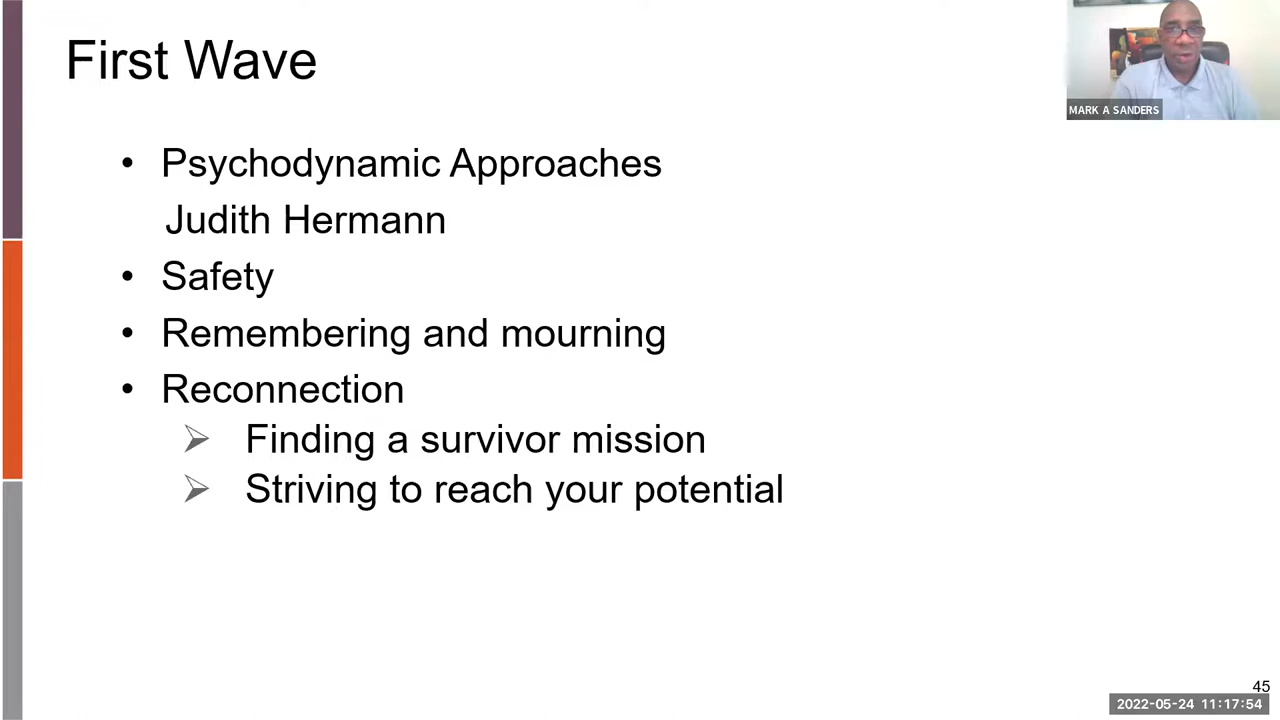 First Wave
MARK A SANDERS
• Psychodynamic Approaches
Judith Hermann
• Safety
• Remembering and mourning
• Reconnection
➢ Finding a survivor mission
➢ Striving to reach your potential
45
2022-05-24 11:17:54